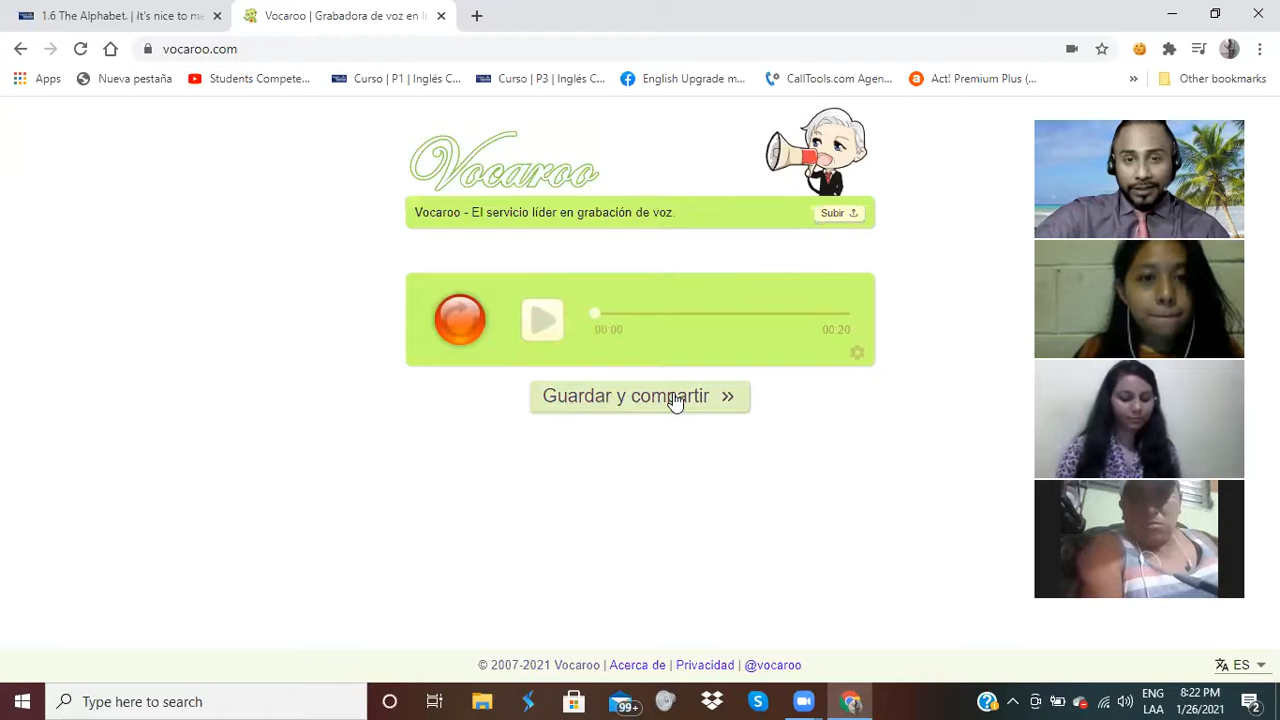 1.6 The Alphabet. | It's nice to me
Vocaroo | Grabadora de voz en l
vocaroo.com
Apps
Nueva pestaña
Students Compete...
Curso | P1 | Inglés C...
Curso | P3 | Inglés C...
English Upgrade m...
CallTools.com Agen...
Act! Premium Plus (...
Other bookmarks
Vocaroo
Vocaroo - El servicio líder en grabación de voz.
Subir
00:00
00:20
Guardar y compartir
© 2007-2021 Vocaroo | Acerca de | Privacidad | @vocaroo
ES
Type here to search
99+
ENG
LAA
8:22 PM
1/26/2021
2